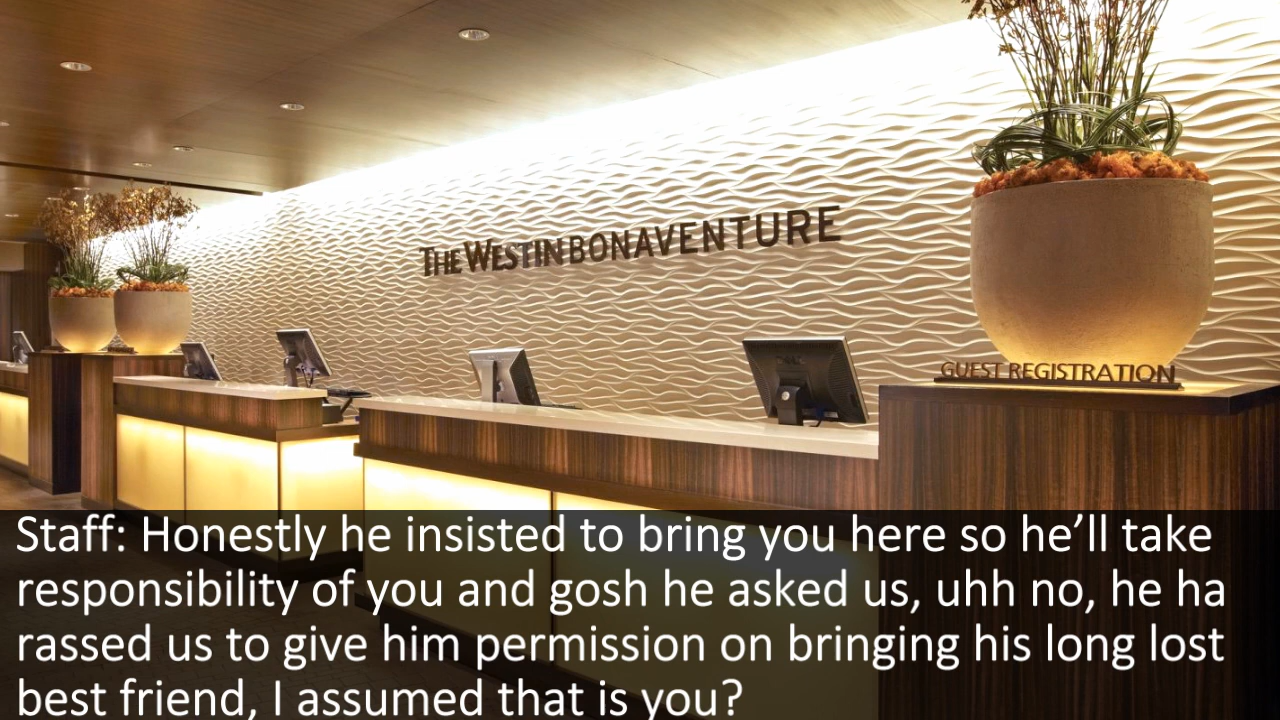 THE WESTIN BONAVENTURE
GUEST REGISTRATION
Staff: Honestly he insisted to bring you here so he’ll take
responsibility of you and gosh he asked us, uhh no, he ha
rassed us to give him permission on bringing his long lost
best friend, I assumed that is you?